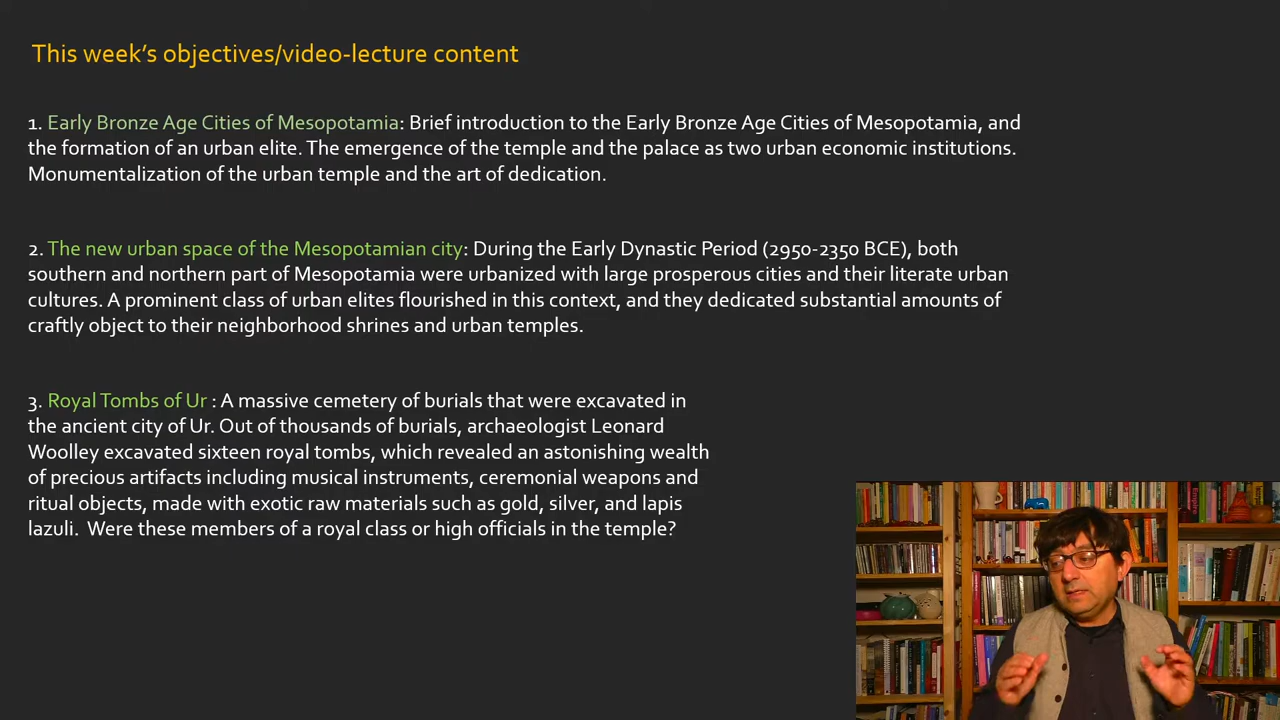 This week's objectives/video-lecture content
1. Early Bronze Age Cities of Mesopotamia: Brief introduction to the Early Bronze Age Cities of Mesopotamia, and
the formation of an urban elite. The emergence of the temple and the palace as two urban economic institutions.
Monumentalization of the urban temple and the art of dedication.
2. The new urban space of the Mesopotamian city: During the Early Dynastic Period (2950-2350 BCE), both
southern and northern part of Mesopotamia were urbanized with large prosperous cities and their literate urban
cultures. A prominent class of urban elites flourished in this context, and they dedicated substantial amounts of
craftly object to their neighborhood shrines and urban temples.
3. Royal Tombs of Ur : A massive cemetery of burials that were excavated in
the ancient city of Ur. Out of thousands of burials, archaeologist Leonard
Woolley excavated sixteen royal tombs, which revealed an astonishing wealth
of precious artifacts including musical instruments, ceremonial weapons and
ritual objects, made with exotic raw materials such as gold, silver, and lapis
lazuli. Were these members of a royal class or high officials in the temple?